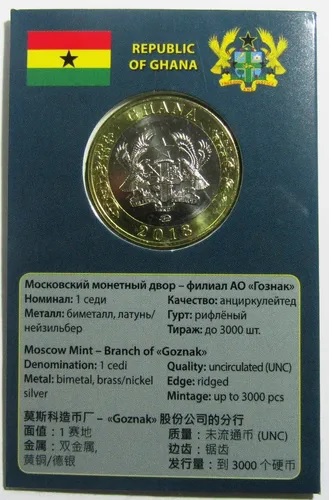 REPUBLIC
OF GHANA
GHANA
2018
Московский монетный двор – филиал АО «Гознак»
Номинал: 1 седи Качество: анциркулейтед
Металл: биметалл, латунь/ Гурт: рифлёный
нейзильбер Тираж: до 3000 шт.
Moscow Mint – Branch of «Goznak»
Denomination: 1 cedi Quality: uncirculated (UNC)
Metal: bimetal, brass/nickel Edge: ridged
silver Mintage: up to 3000 pcs
莫斯科造币厂 – «Goznak» 股份公司的分行
面值：1 赛地 质量：未流通币 (UNC)
金属：双金属, 边齿：锯齿
黄铜/德银 发行量：到 3000 个硬币